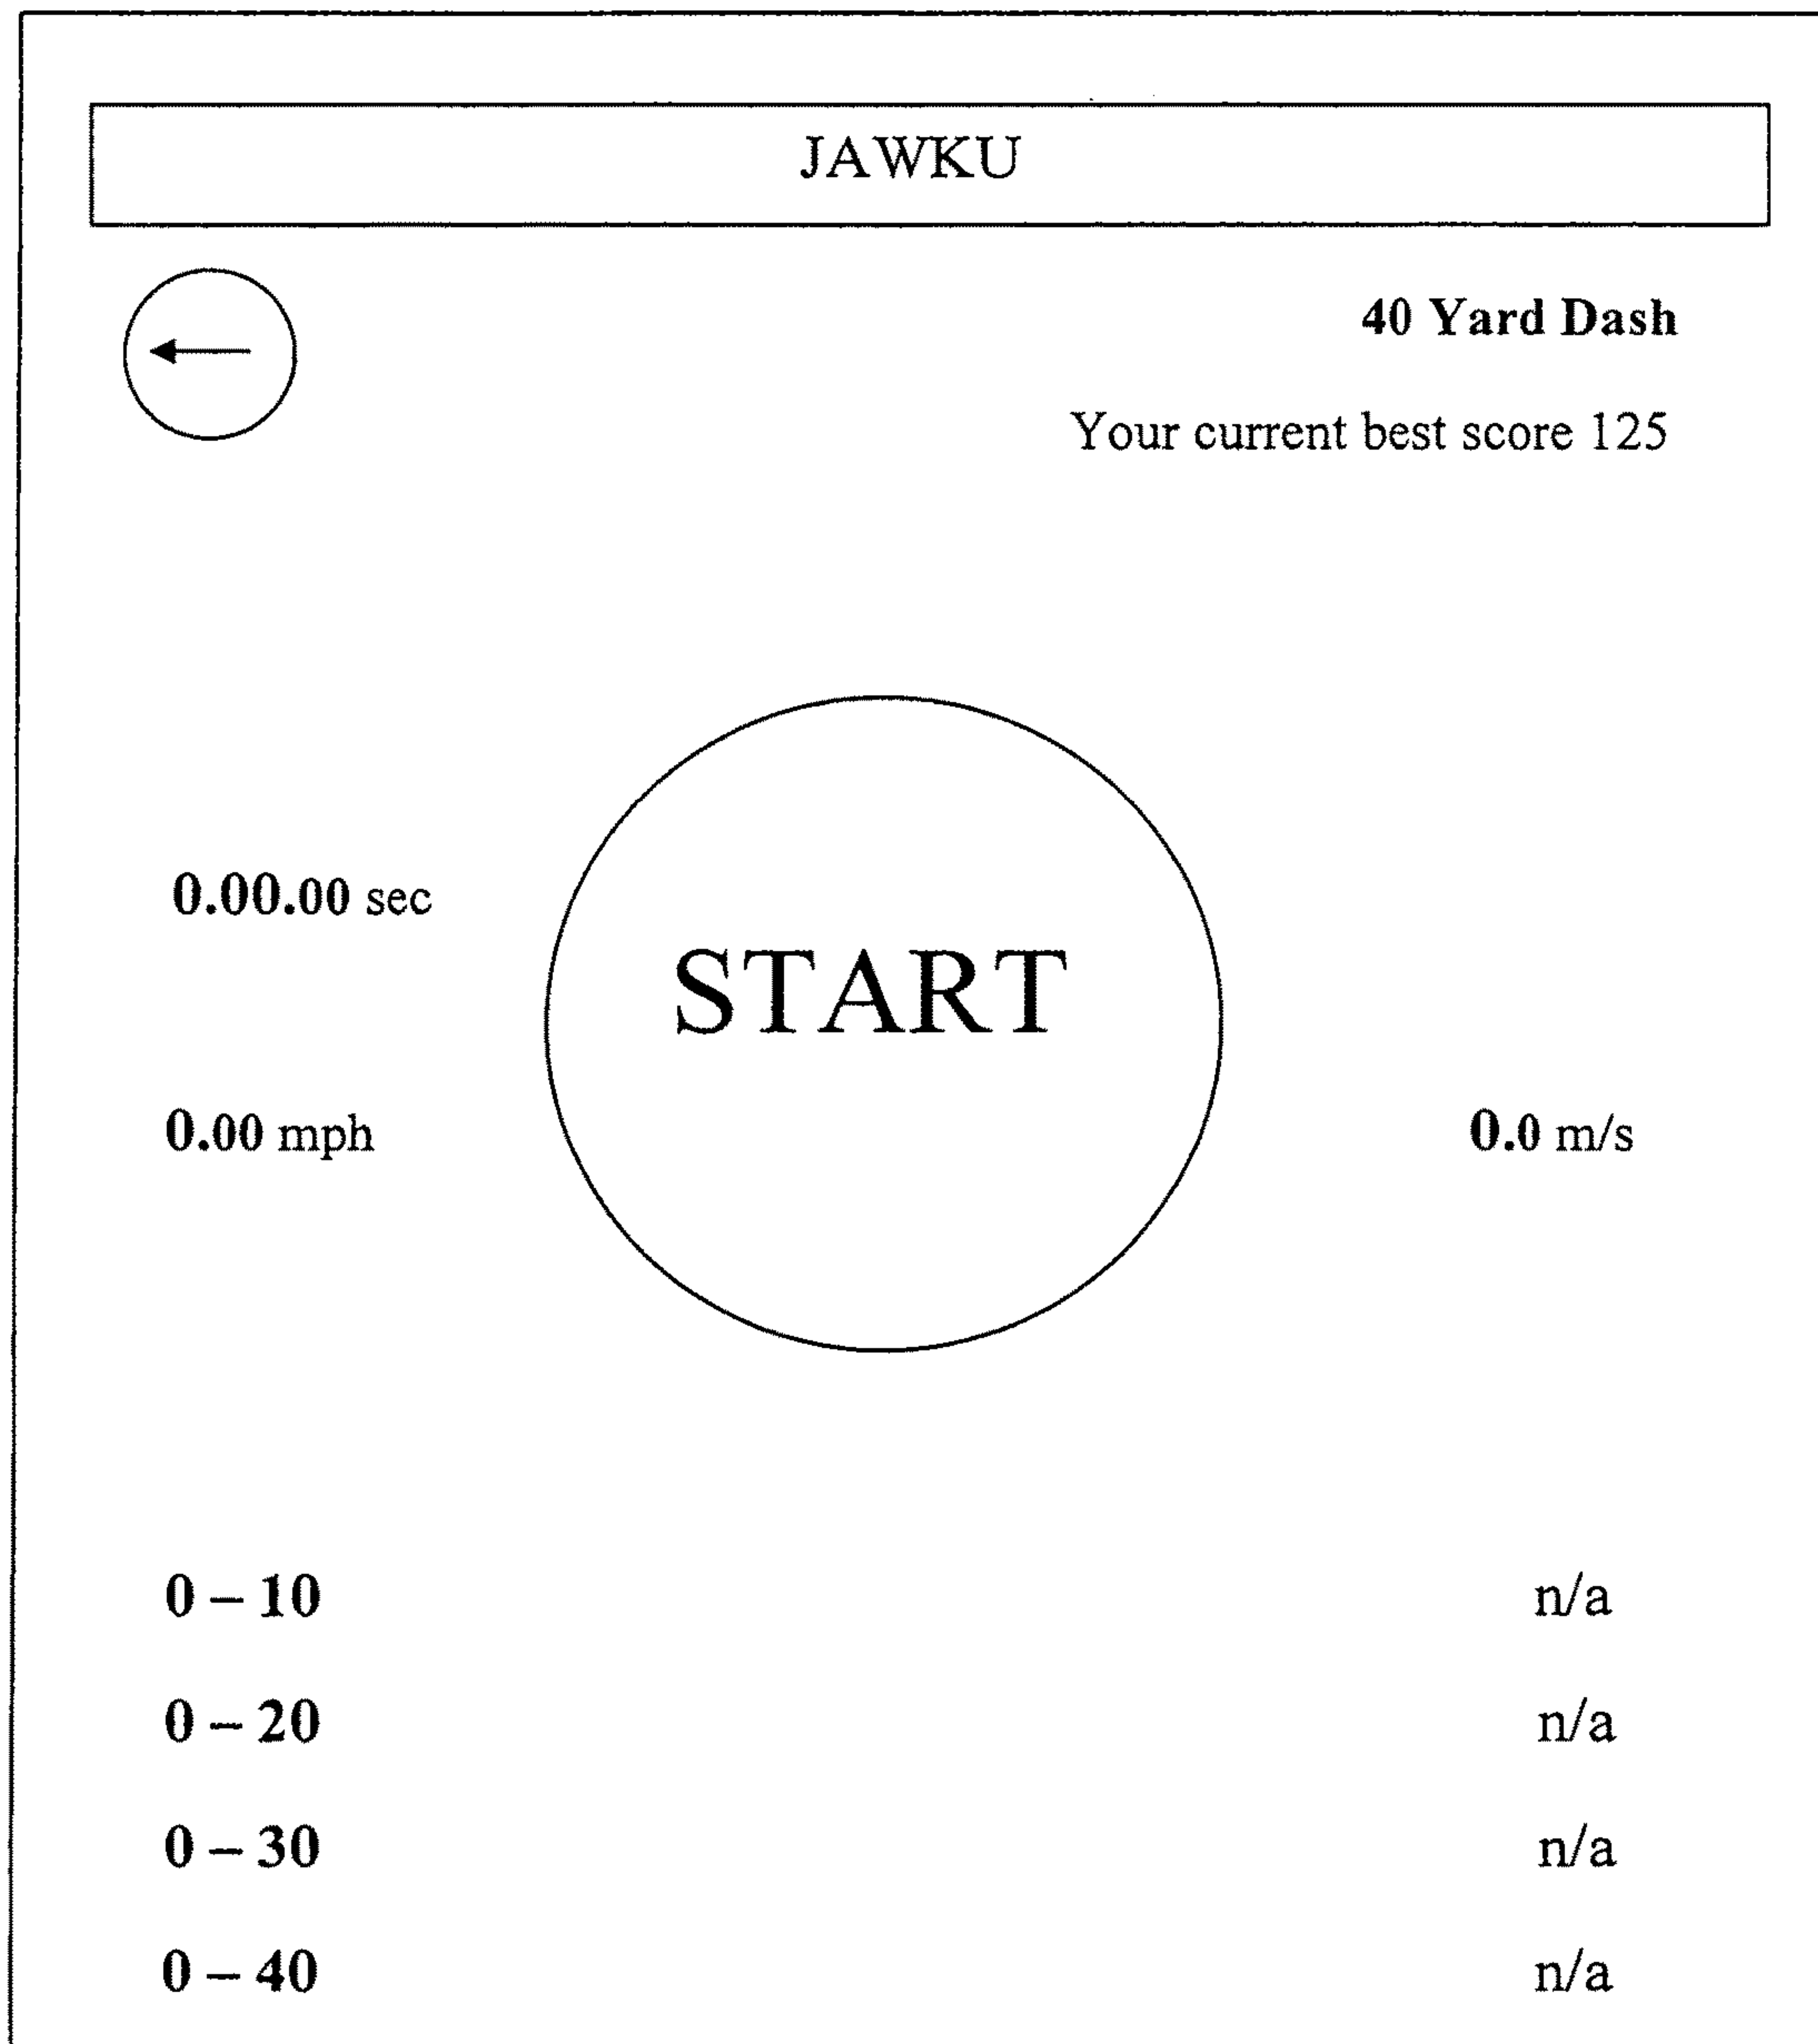 JAWKU
40 Yard Dash
Your current best score 125
0.00.00 sec
START
0.00 mph
0.0 m/s
0 – 10 n/a
0 – 20 n/a
0 – 30 n/a
0 – 40 n/a